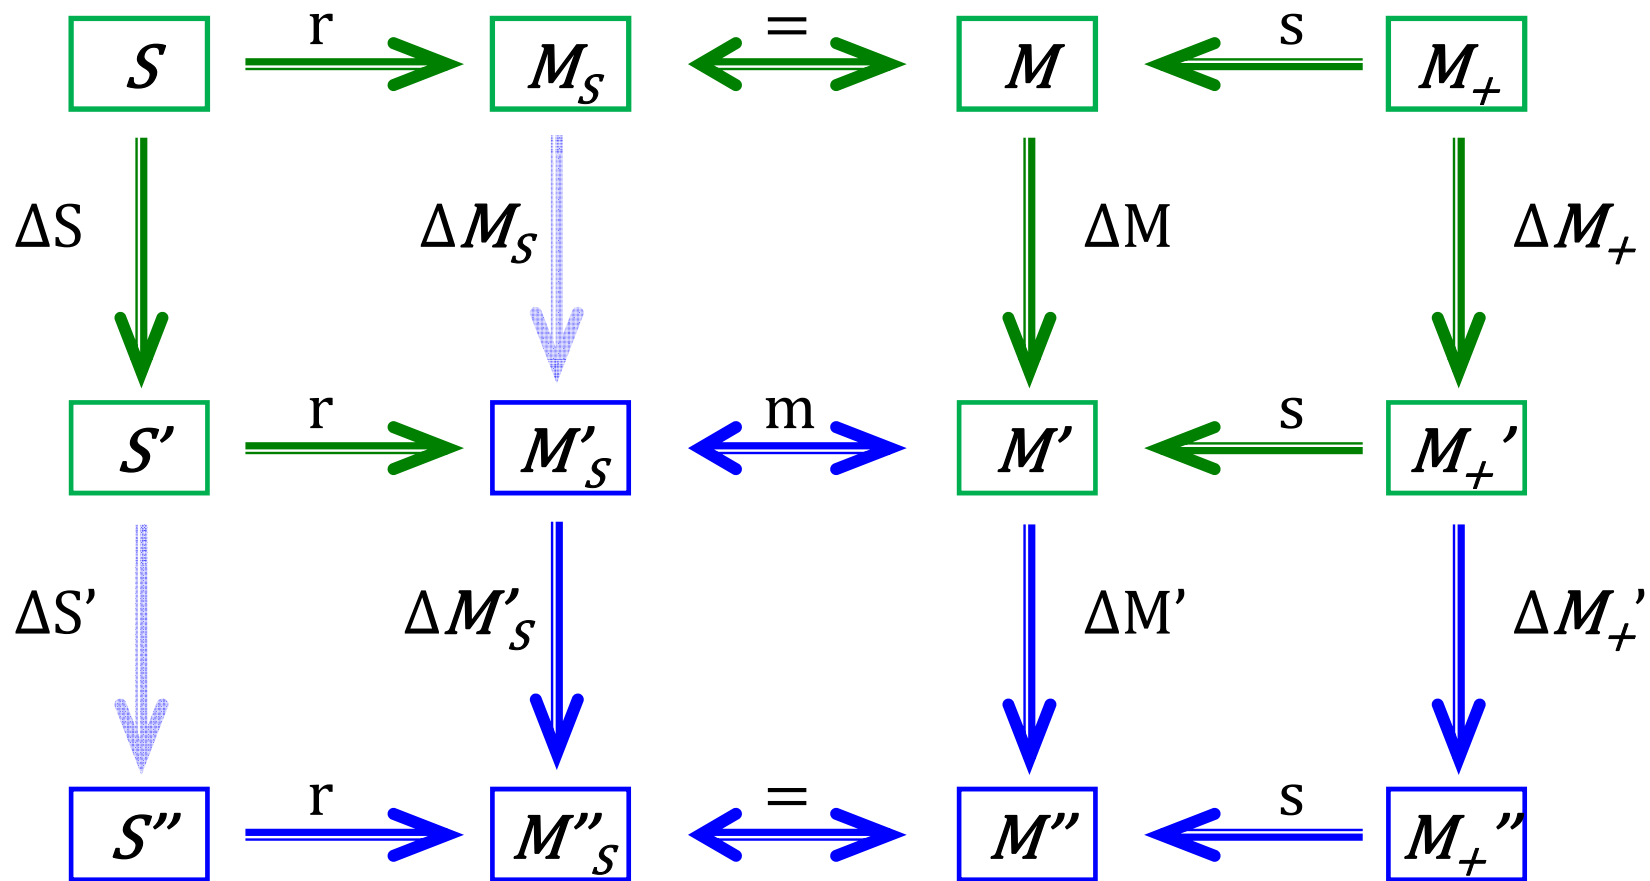 r = s
S M_S M M_+
ΔS ΔM_S ΔM ΔM_+
r m s
S’ M’_S M’ M_+’
ΔS’ ΔM’_S ΔM’ ΔM_+’
r = s
S” M”_S M” M_+”